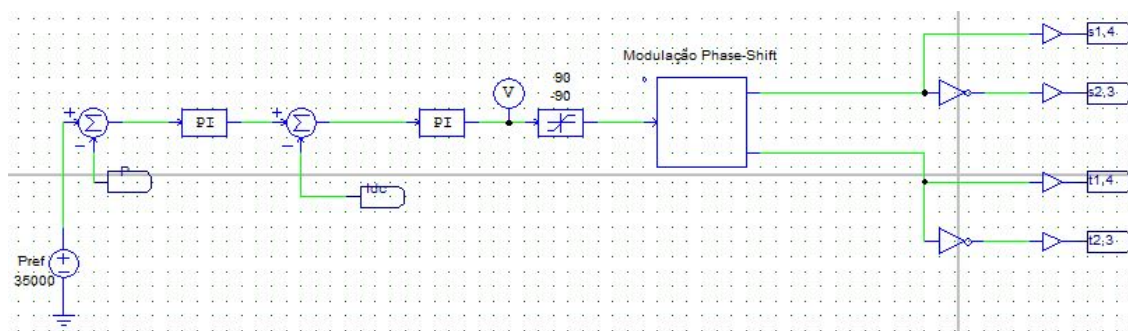 Modulação Phase-Shift
s1,4
s2,3
t1,4
t2,3
90
-90
V
+
Σ
−
PI
+
Σ
−
PI
P
Idc
Pref
35000
+
−